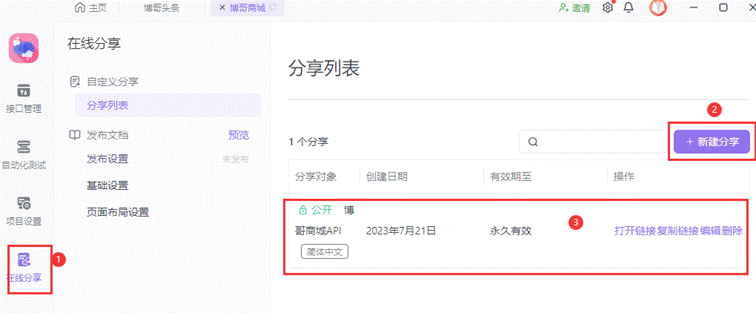 主页
博哥头条
博哥商城
邀请
接口管理
自动化测试
项目设置
在线分享
1
在线分享
自定义分享
分享列表
发布文档
预览
发布设置
未发布
基础设置
页面布局设置
分享列表
2
1 个分享
+ 新建分享
分享对象
创建日期
有效期至
操作
公开 博
哥商城API
2023年7月21日
永久有效
3
打开链接复制链接编辑删除
简体中文